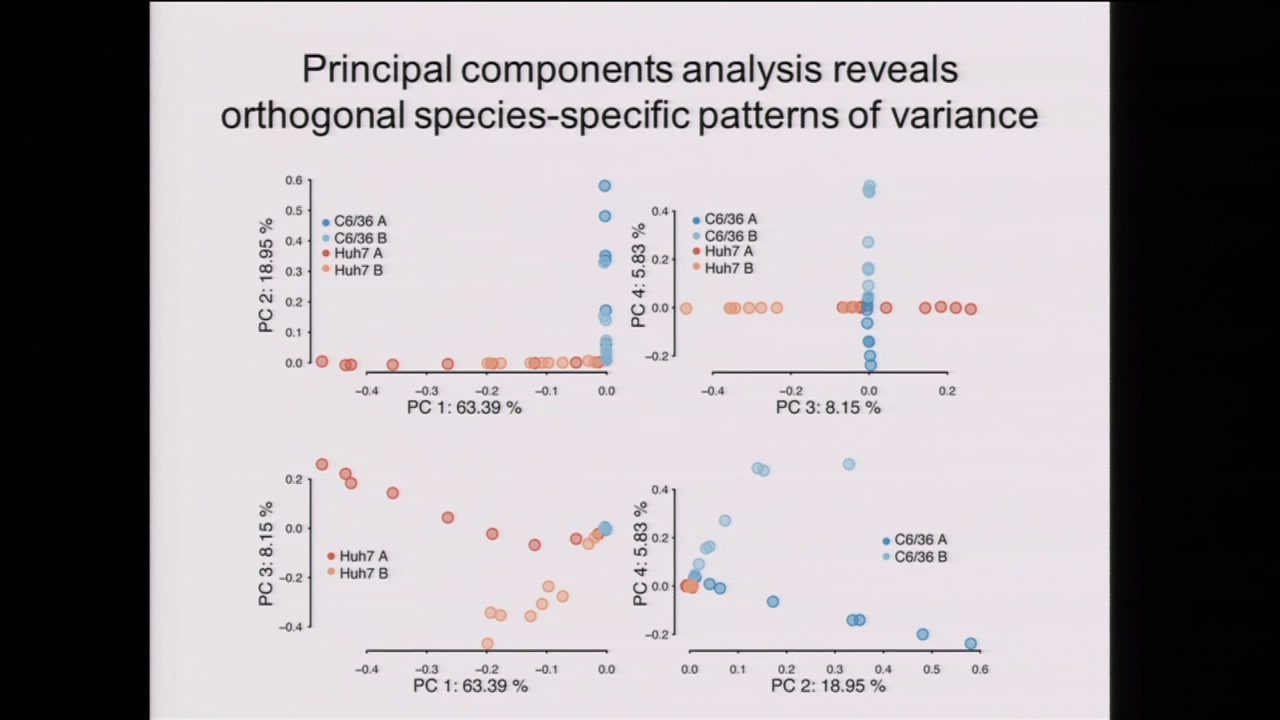 Principal components analysis reveals
orthogonal species-specific patterns of variance
0.6
0.5
0.4
0.3
0.2
0.1
0.0
PC 2: 18.95 %
C6/36 A
C6/36 B
Huh7 A
Huh7 B
−0.4 −0.3 −0.2 −0.1 0.0
PC 1: 63.39 %
0.4
0.2
0.0
−0.2
PC 4: 5.83 %
C6/36 A
C6/36 B
Huh7 A
Huh7 B
−0.4 −0.2 0.0 0.2
PC 3: 8.15 %
0.2
0.0
−0.2
−0.4
PC 3: 8.15 %
Huh7 A
Huh7 B
−0.4 −0.3 −0.2 −0.1 0.0
PC 1: 63.39 %
0.4
0.2
0.0
−0.2
PC 4: 5.83 %
C6/36 A
C6/36 B
0.0 0.1 0.2 0.3 0.4 0.5 0.6
PC 2: 18.95 %